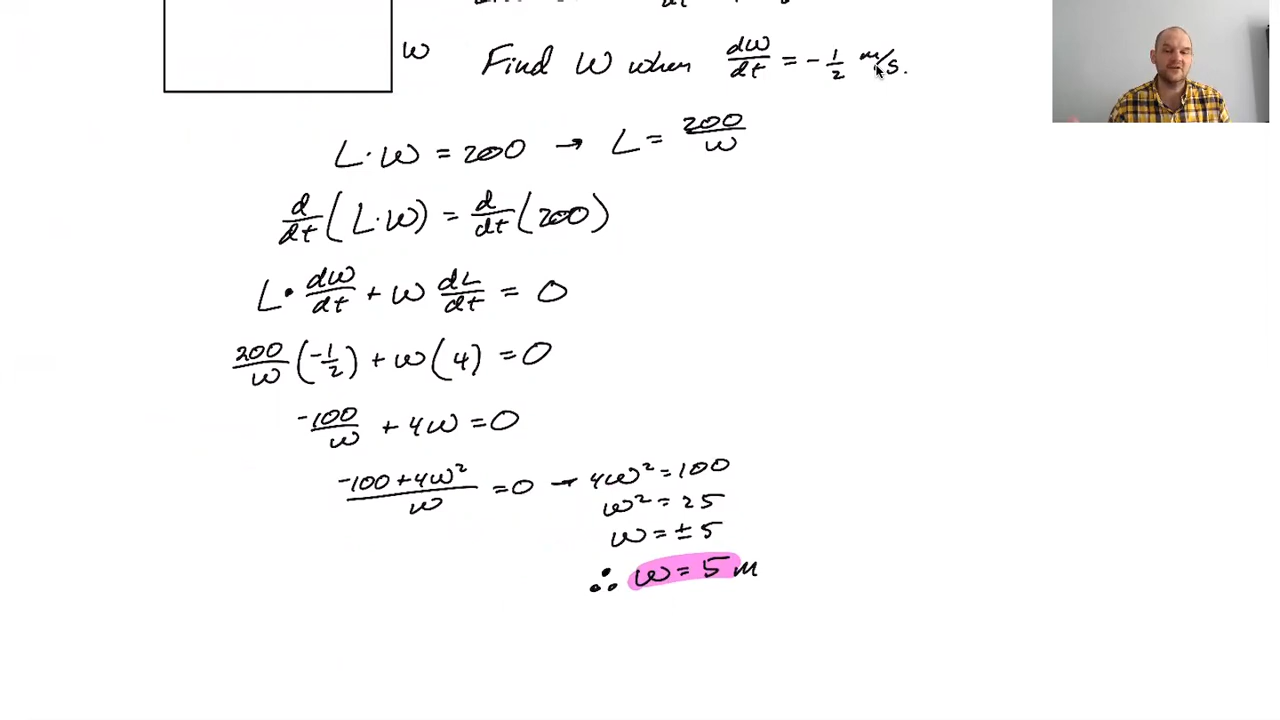 W
Find W when dW/dt = -1/2 m/s.
L·W = 200 → L = 200/W
d/dt(L·W) = d/dt(200)
L·dW/dt + W dL/dt = 0
200/W(-1/2) + W(4) = 0
-100/W + 4W = 0
(-100+4W²)/W = 0 → 4W² = 100
W² = 25
W = ±5
∴ W = 5 m